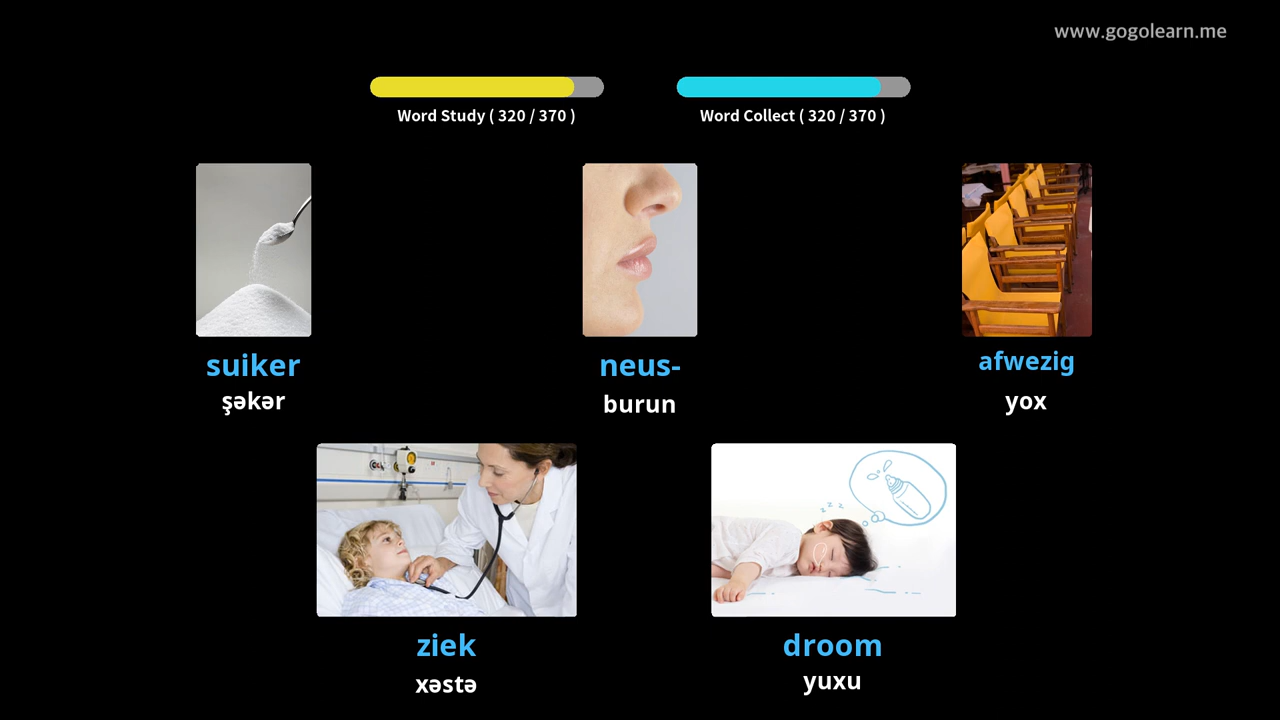 www.gogolearn.me
Word Study ( 320 / 370 )
Word Collect ( 320 / 370 )
suiker
şəkər
neus-
burun
afwezig
yox
ziek
xəstə
droom
yuxu